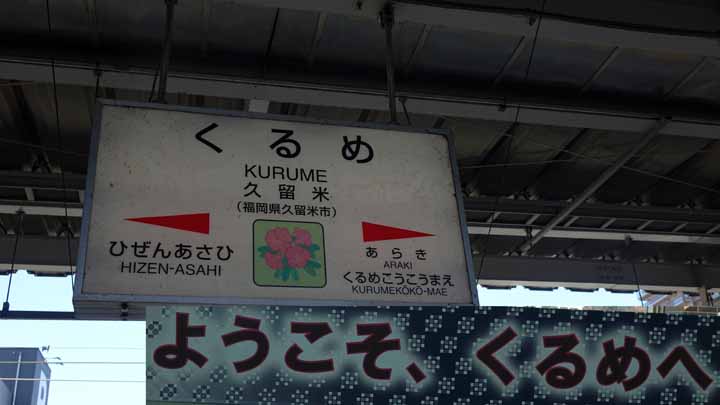 くるめ
KURUME
久留米
(福岡県久留米市)
ひぜんあさひ
HIZEN-ASAHI
あらき
ARAKI
くるめこうこうまえ
KURUMEKŌKŌ-MAE
ようこそ、くるめへ